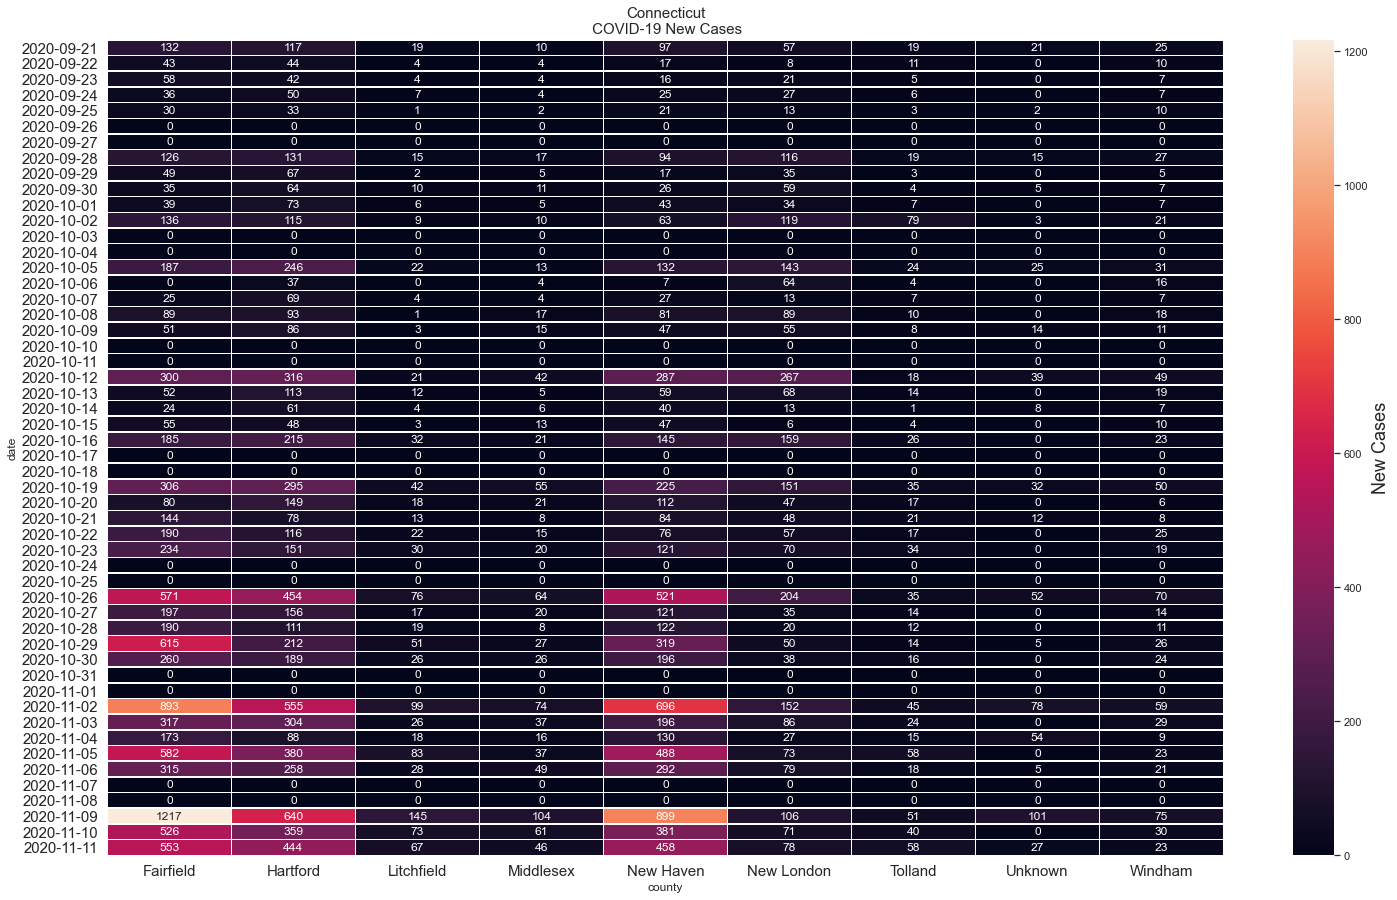 Connecticut
COVID-19 New Cases
2020-09-21 132 117 19 10 97 57 19 21 25
2020-09-22 43 44 4 4 17 8 11 0 10
2020-09-23 58 42 4 4 16 21 5 0 7
2020-09-24 36 50 7 4 25 27 6 0 7
2020-09-25 30 33 1 2 21 13 3 2 10
2020-09-26 0 0 0 0 0 0 0 0 0
2020-09-27 0 0 0 0 0 0 0 0 0
2020-09-28 126 131 15 17 94 116 19 15 27
2020-09-29 49 67 2 5 17 35 3 0 5
2020-09-30 35 64 10 11 26 59 4 5 7
2020-10-01 39 73 6 5 43 34 7 0 7
2020-10-02 136 115 9 10 63 119 79 3 21
2020-10-03 0 0 0 0 0 0 0 0 0
2020-10-04 0 0 0 0 0 0 0 0 0
2020-10-05 187 246 22 13 132 143 24 25 31
2020-10-06 0 37 0 4 7 64 4 0 16
2020-10-07 25 69 4 4 27 13 7 0 7
2020-10-08 89 93 1 17 81 89 10 0 18
2020-10-09 51 86 3 15 47 55 8 14 11
2020-10-10 0 0 0 0 0 0 0 0 0
2020-10-11 0 0 0 0 0 0 0 0 0
2020-10-12 300 316 21 42 287 267 18 39 49
2020-10-13 52 113 12 5 59 68 14 0 19
2020-10-14 24 61 4 6 40 13 1 8 7
2020-10-15 55 48 3 13 47 6 4 0 10
2020-10-16 185 215 32 21 145 159 26 0 23
2020-10-17 0 0 0 0 0 0 0 0 0
2020-10-18 0 0 0 0 0 0 0 0 0
2020-10-19 306 295 42 55 225 151 35 32 50
2020-10-20 80 149 18 21 112 47 17 0 6
2020-10-21 144 78 13 8 84 48 21 12 8
2020-10-22 190 116 22 15 76 57 17 0 25
2020-10-23 234 151 30 20 121 70 34 0 19
2020-10-24 0 0 0 0 0 0 0 0 0
2020-10-25 0 0 0 0 0 0 0 0 0
2020-10-26 571 454 76 64 521 204 35 52 70
2020-10-27 197 156 17 20 121 35 14 0 14
2020-10-28 190 111 19 8 122 20 12 0 11
2020-10-29 615 212 51 27 319 50 14 5 26
2020-10-30 260 189 26 26 196 38 16 0 24
2020-10-31 0 0 0 0 0 0 0 0 0
2020-11-01 0 0 0 0 0 0 0 0 0
2020-11-02 893 555 99 74 696 152 45 78 59
2020-11-03 317 304 26 37 196 86 24 0 29
2020-11-04 173 88 18 16 130 27 15 54 9
2020-11-05 582 380 83 37 488 73 58 0 23
2020-11-06 315 258 28 49 292 79 18 5 21
2020-11-07 0 0 0 0 0 0 0 0 0
2020-11-08 0 0 0 0 0 0 0 0 0
2020-11-09 1217 640 145 104 899 106 51 101 75
2020-11-10 526 359 73 61 381 71 40 0 30
2020-11-11 553 444 67 46 458 78 58 27 23
Fairfield Hartford Litchfield Middlesex New Haven New London Tolland Unknown Windham
county
date
1200
1000
800
600
400
200
0
New Cases